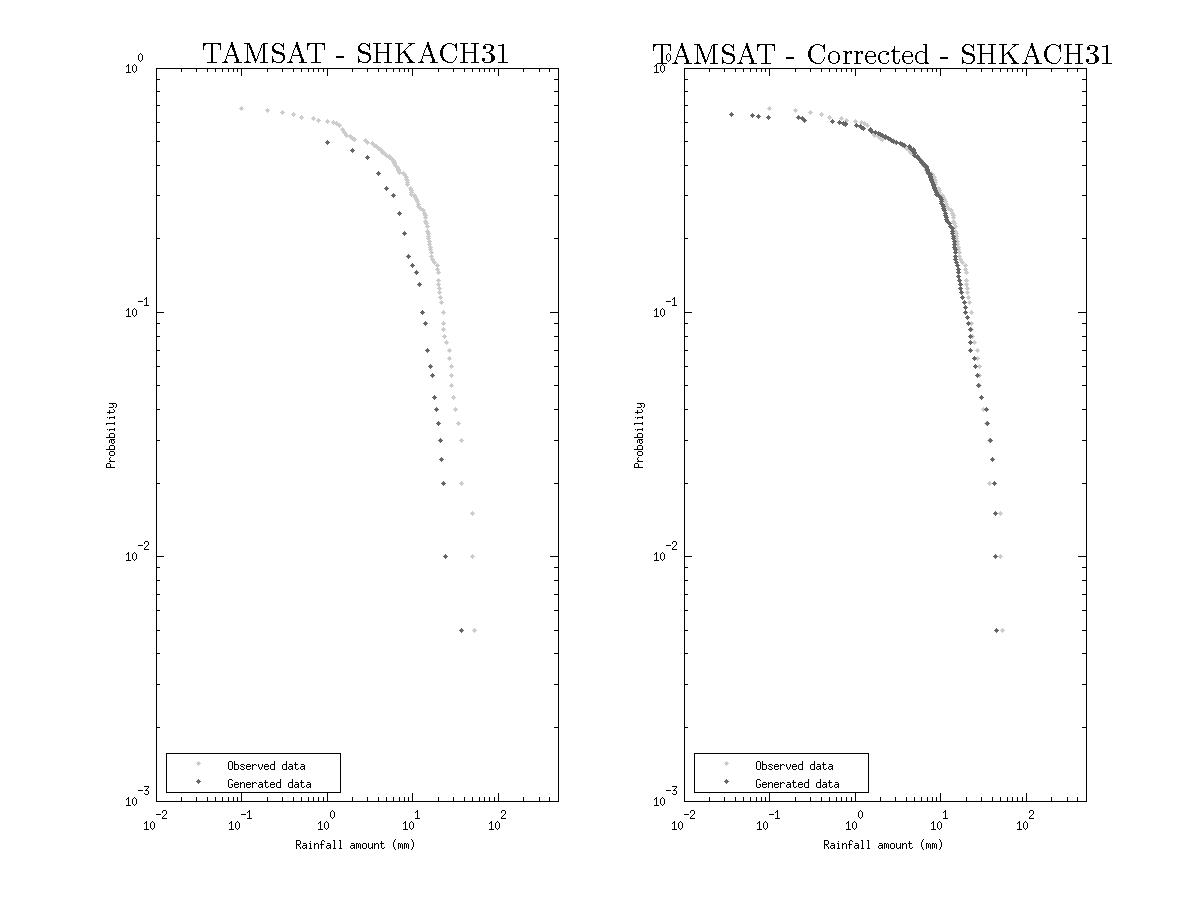 TAMSAT - SHKACH31
10^0
10^-1
10^-2
10^-3
Probability
Observed data
Generated data
10^-2 10^-1 10^0 10^1 10^2
Rainfall amount (mm)
TAMSAT - Corrected - SHKACH31
10^0
10^-1
10^-2
10^-3
Probability
Observed data
Generated data
10^-2 10^-1 10^0 10^1 10^2
Rainfall amount (mm)